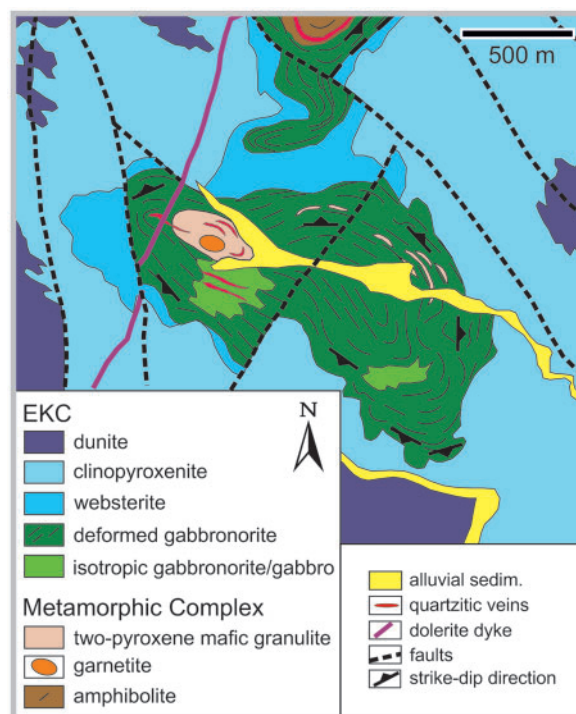 500 m
EKC
N
dunite
clinopyroxenite
websterite
deformed gabbronorite
isotropic gabbronorite/gabbro
Metamorphic Complex
two-pyroxene mafic granulite
garnetite
amphibolite
alluvial sedim.
quartzitic veins
dolerite dyke
faults
strike-dip direction